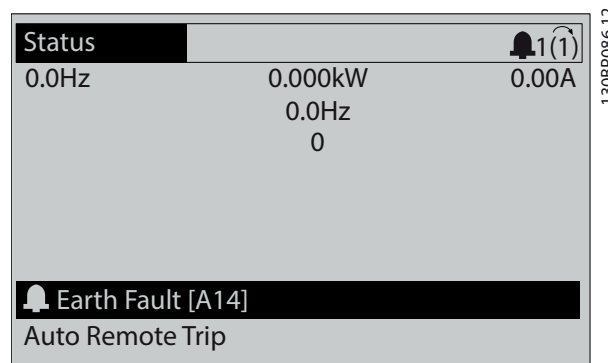 Status 1(1)
0.0Hz 0.000kW 0.00A
0.0Hz
0
Earth Fault [A14]
Auto Remote Trip
130BP086.12